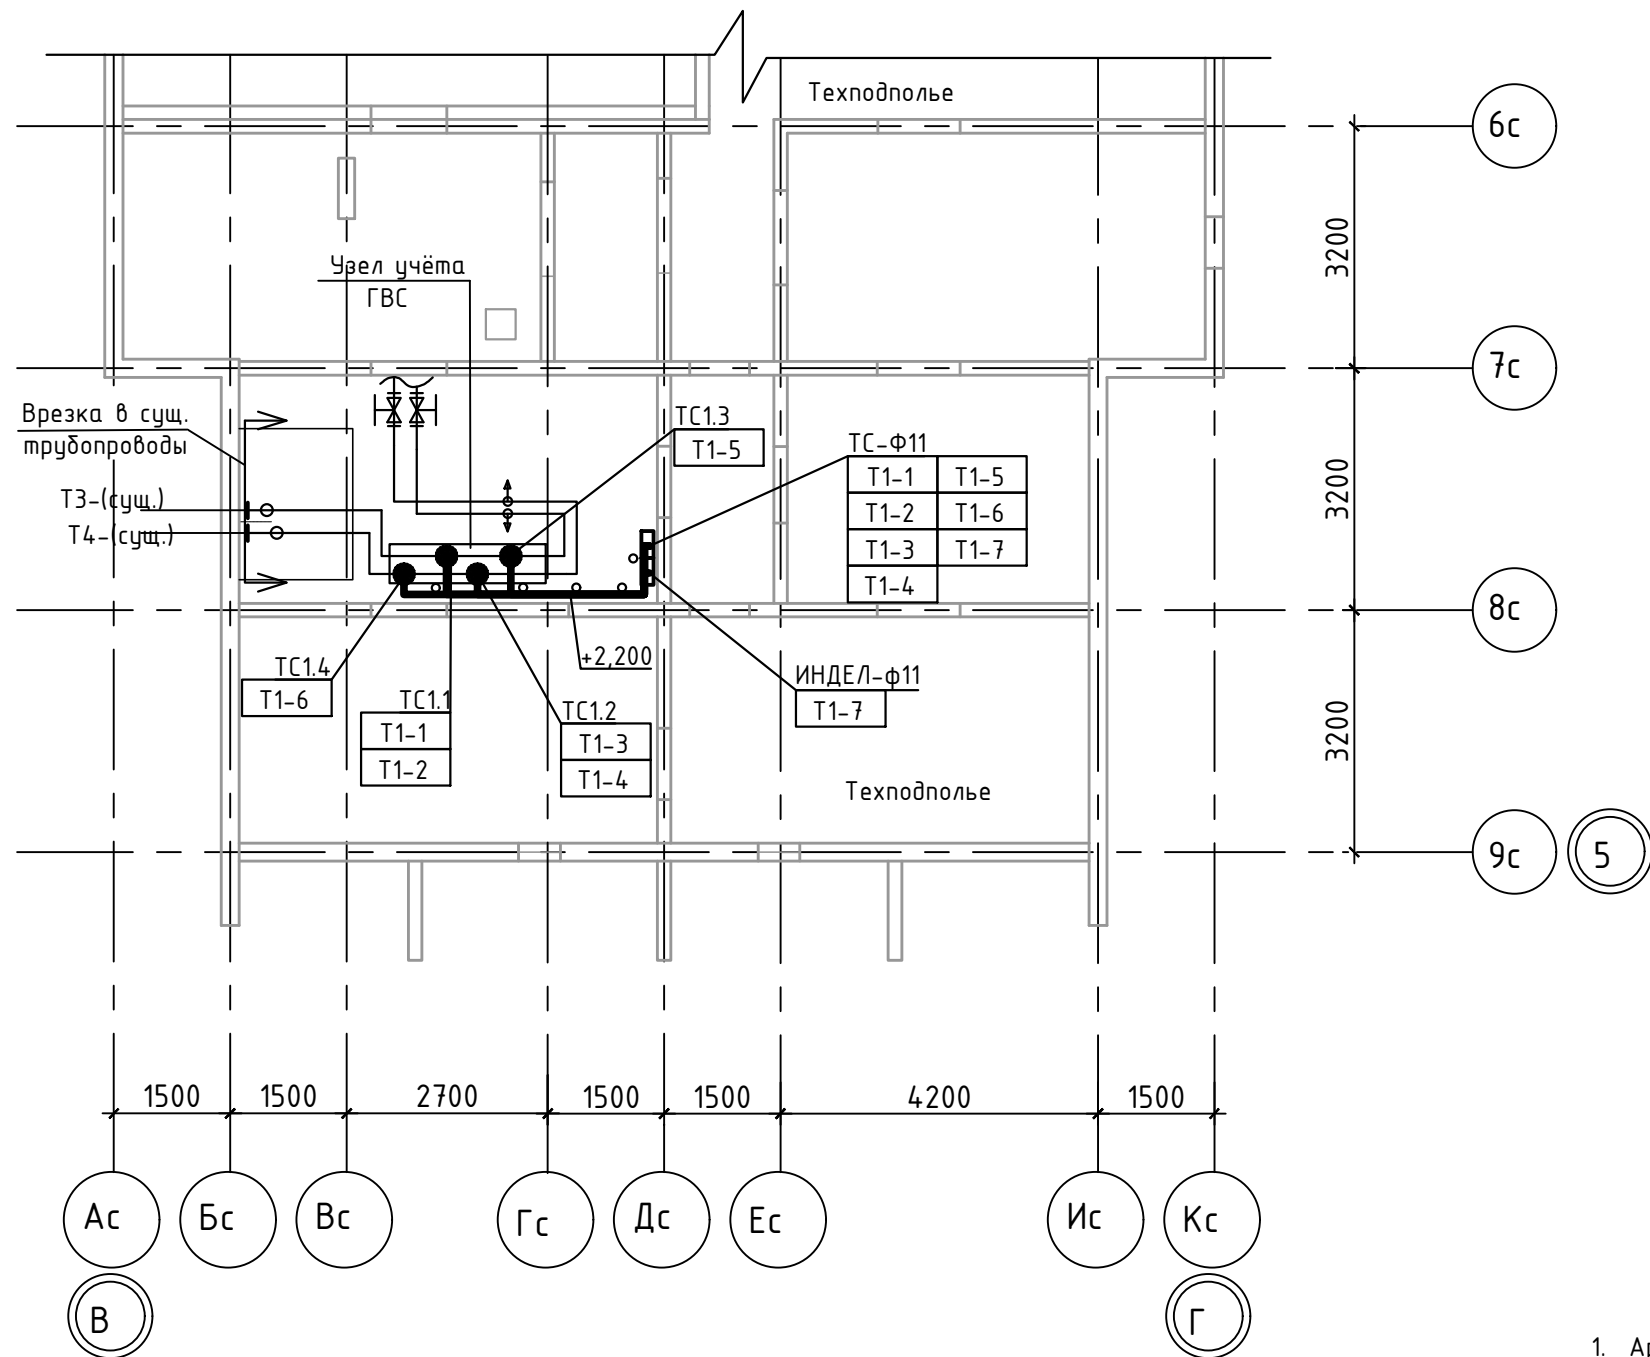 Техподполье
6с
3200
Узел учёта
ГВС
7с
Врезка в сущ.
трубопроводы
ТС1.3
Т1-5
ТС-Ф11
Т1-1 Т1-5
Т1-2 Т1-6
Т1-3 Т1-7
Т1-4
3200
Т3-(сущ.)
Т4-(сущ.)
8с
ТС1.4
Т1-6
+2,200
ТС1.1
Т1-1
Т1-2
ТС1.2
Т1-3
Т1-4
ИНДЕЛ-ф11
Т1-7
3200
Техподполье
9с 5
1500 1500 2700 1500 1500 4200 1500
Ас Бс Вс Гс Дс Ес Ис Кс
В Г
1.